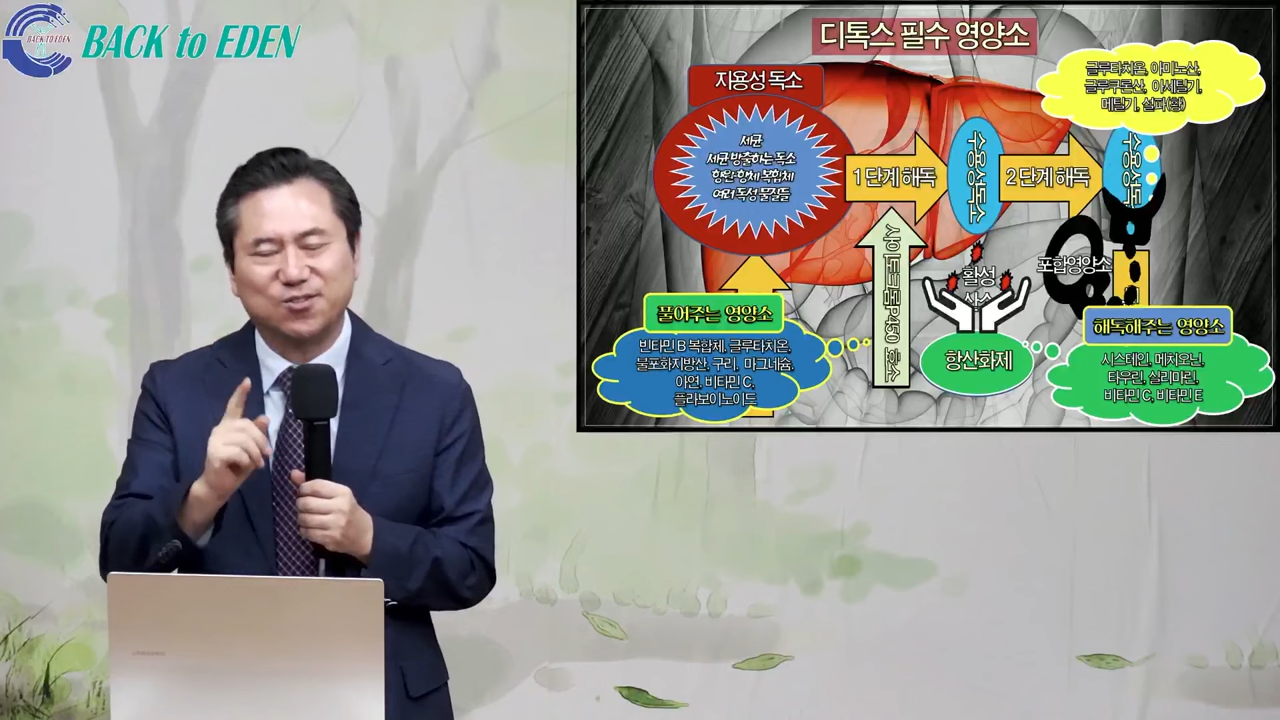 BACK TO EDEN
BACK to EDEN
디톡스 필수 영양소
지용성 독소
세균
세균 방출하는 독소
항원-항체 복합체
여러 독성 물질들
1 단계 해독
수용성독소
2 단계 해독
수용성독
글루타치온, 아미노산,
글루쿠론산, 아세틸기,
메틸기, 설파(황)
사이토크롬P450 효소
활성
산소
포합영양소
풀어주는 영양소
빈타민 B 복합체, 글루타치온,
불포화지방산, 구리, 마그네슘,
아연, 비타민 C,
플라보이노이드
항산화제
해독해주는 영양소
시스테인, 메치오닌,
타우린, 실리마린,
비타민 C, 비타민 E